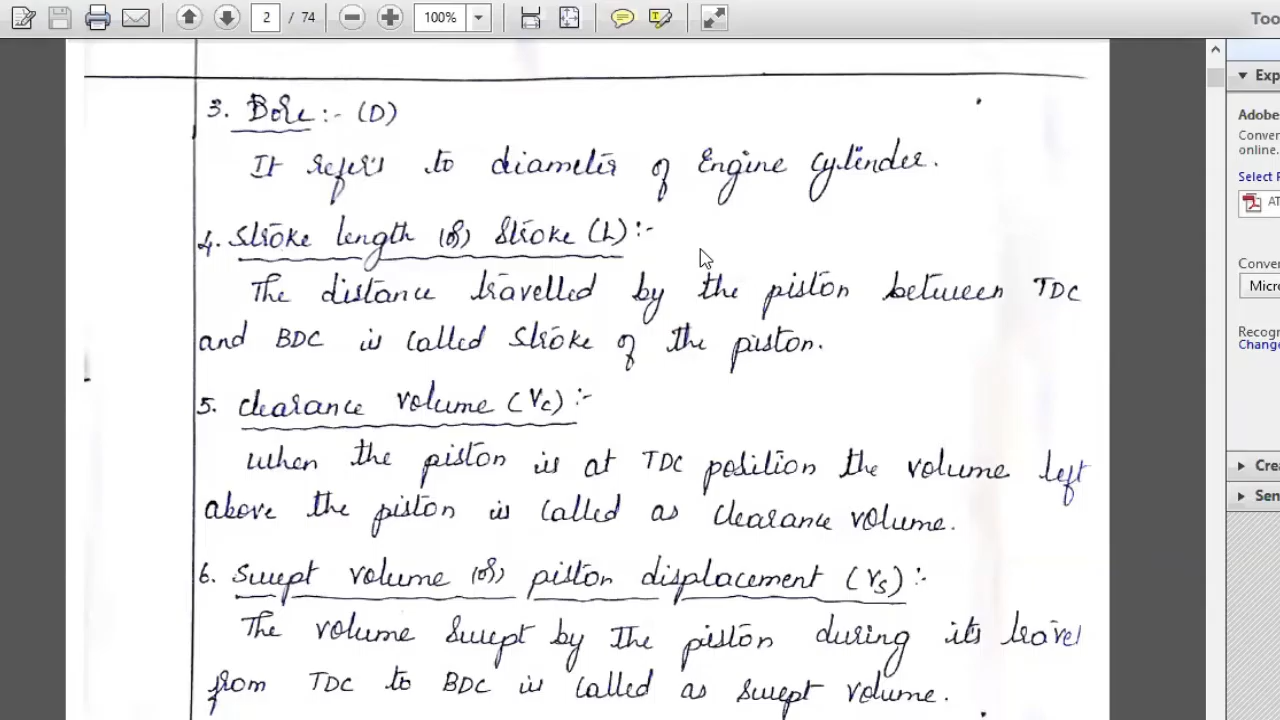 2 / 74
100%
Too
3. Bore :- (D)
It refer's to diameter of Engine cylinder.
4. Stroke length (or) Stroke (L) :-
The distance travelled by the piston between TDC
and BDC is called stroke of the piston.
5. Clearance volume (Vc) :-
When the piston is at TDC position the volume left
above the piston is called as clearance volume.
6. Swept volume (or) piston displacement (Vs) :-
The volume swept by the piston during its travel
from TDC to BDC is called as swept volume.
Exp
Adobe
Conver
online.
Select F
AT
Conver
Micro
Recogn
Change
Crea
Sen